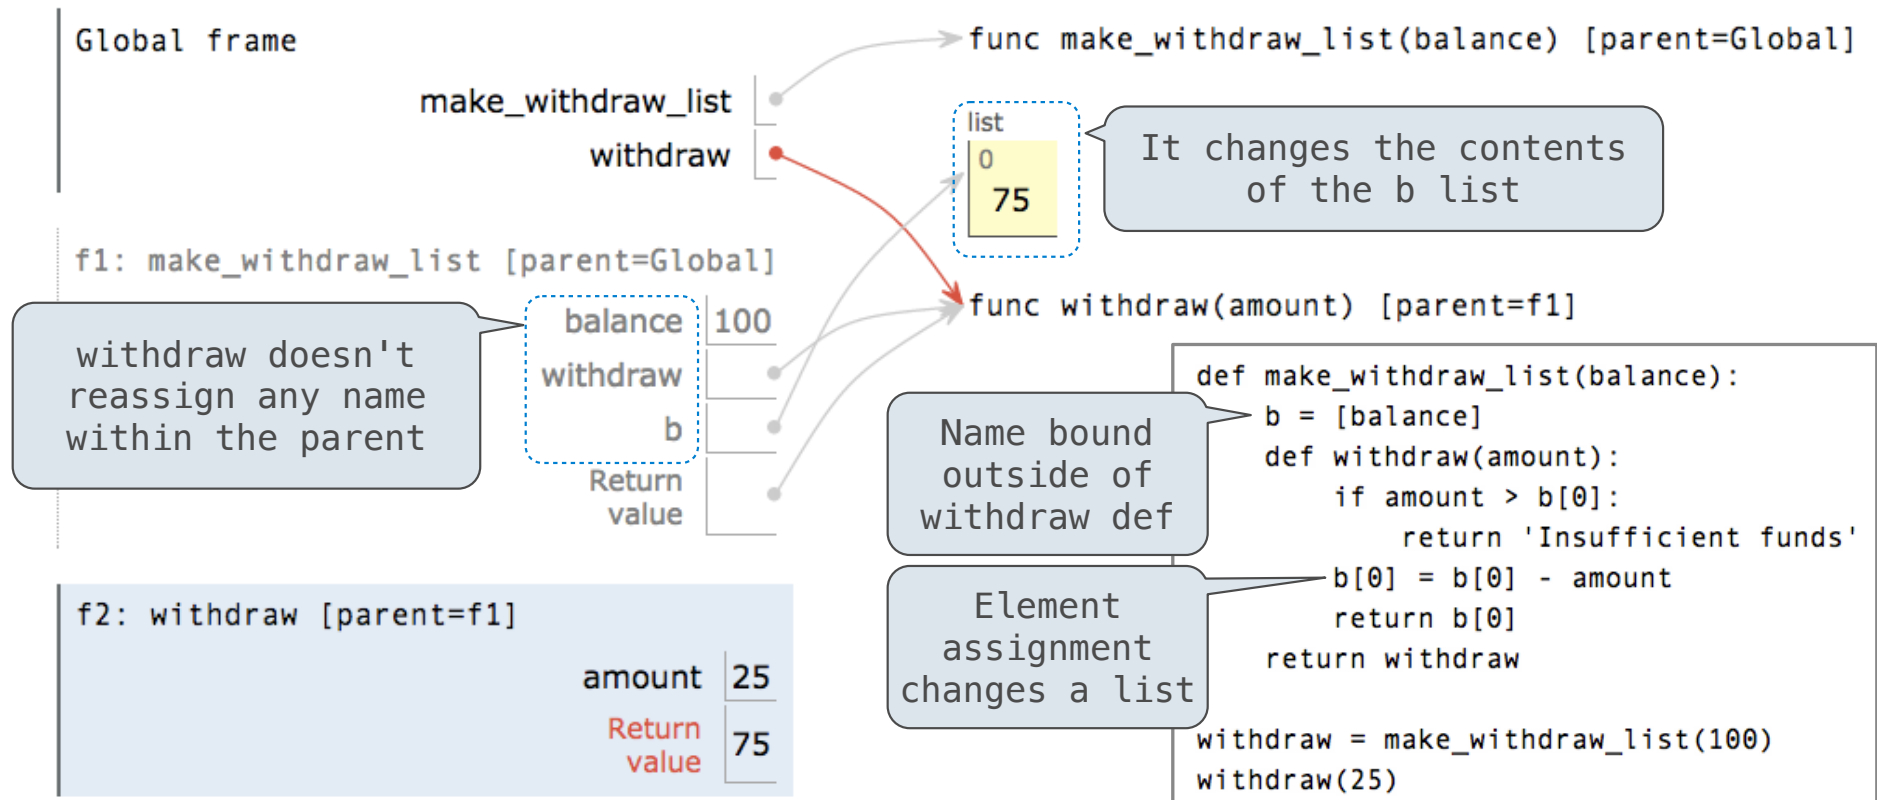 Global frame
make_withdraw_list
withdraw
func make_withdraw_list(balance) [parent=Global]
list
0
75
It changes the contents
of the b list
f1: make_withdraw_list [parent=Global]
balance 100
withdraw
b
Return
value
withdraw doesn't
reassign any name
within the parent
func withdraw(amount) [parent=f1]
Name bound
outside of
withdraw def
Element
assignment
changes a list
def make_withdraw_list(balance):
    b = [balance]
    def withdraw(amount):
        if amount > b[0]:
            return 'Insufficient funds'
        b[0] = b[0] - amount
        return b[0]
    return withdraw
withdraw = make_withdraw_list(100)
withdraw(25)
f2: withdraw [parent=f1]
amount 25
Return
value 75